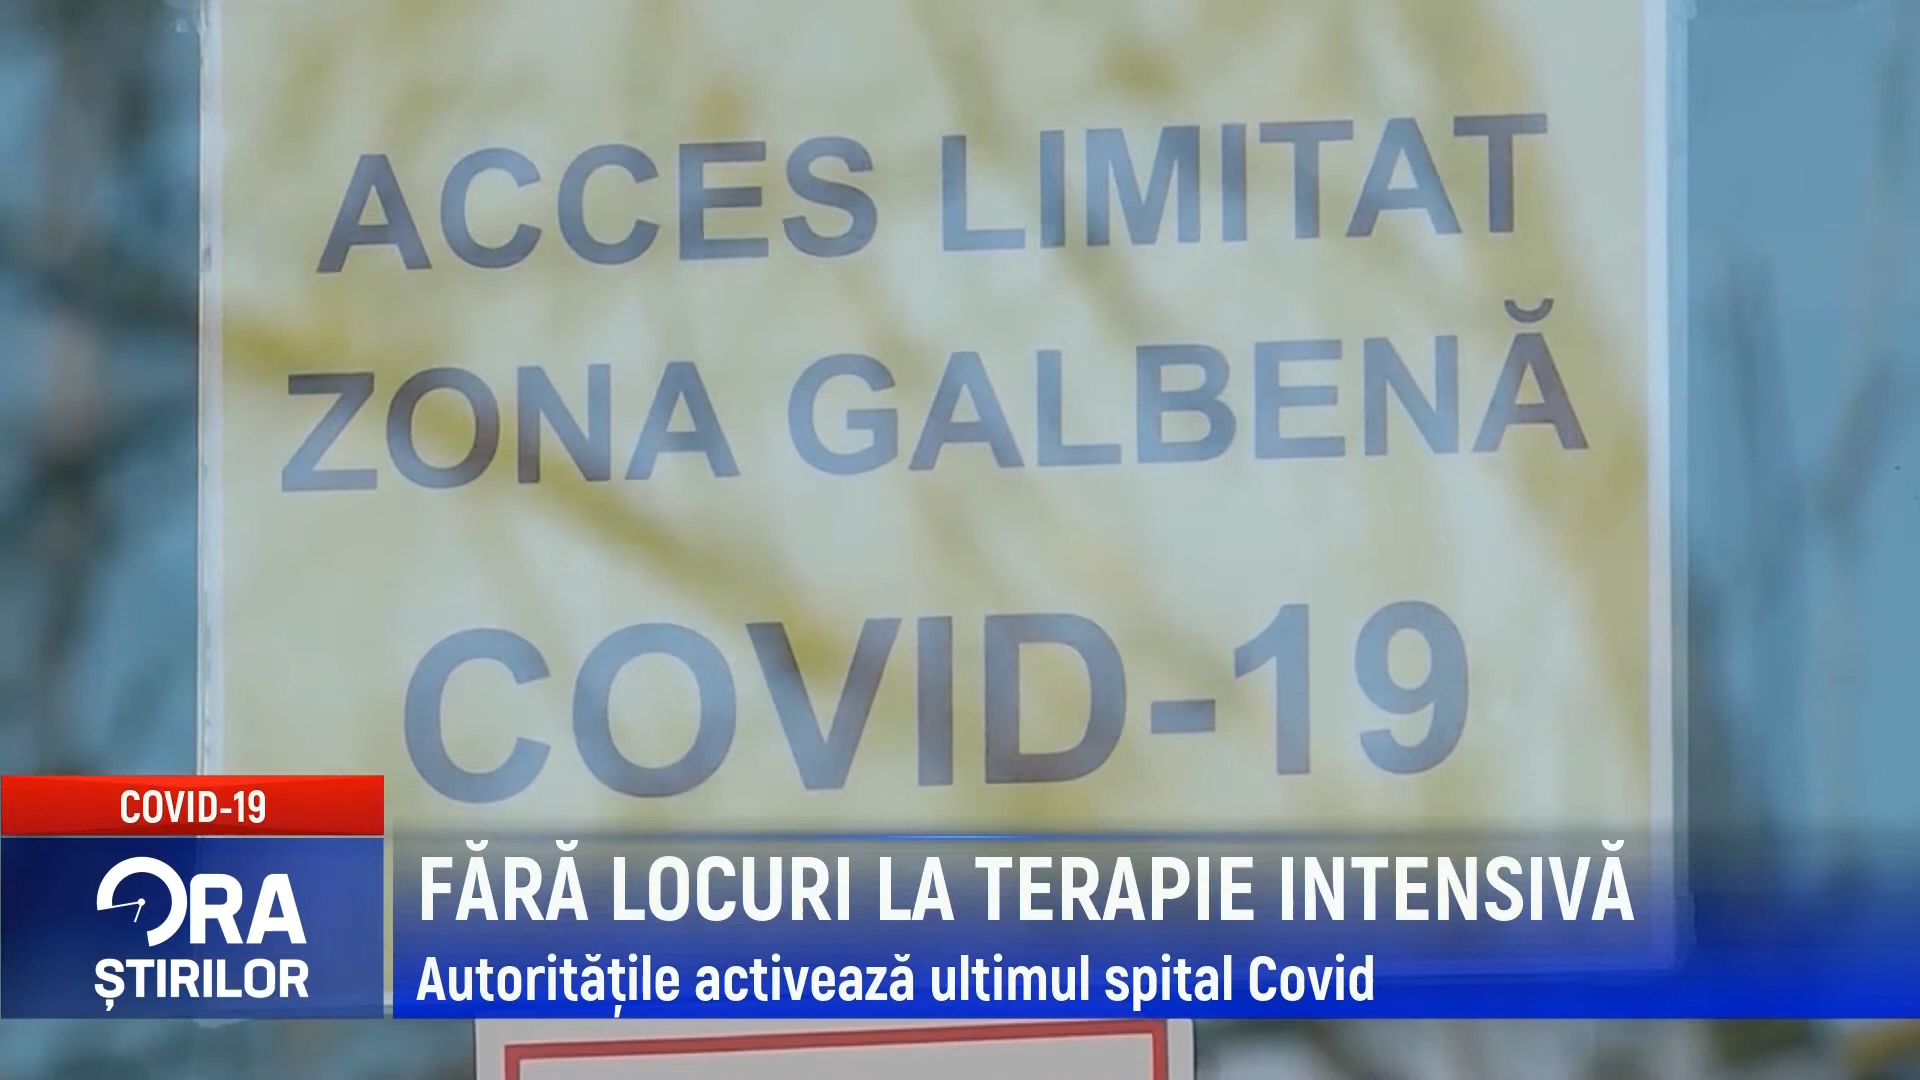 ACCES LIMITAT
ZONA GALBENĂ
COVID-19
COVID-19
ORA
ȘTIRILOR
FĂRĂ LOCURI LA TERAPIE INTENSIVĂ
Autoritățile activează ultimul spital Covid